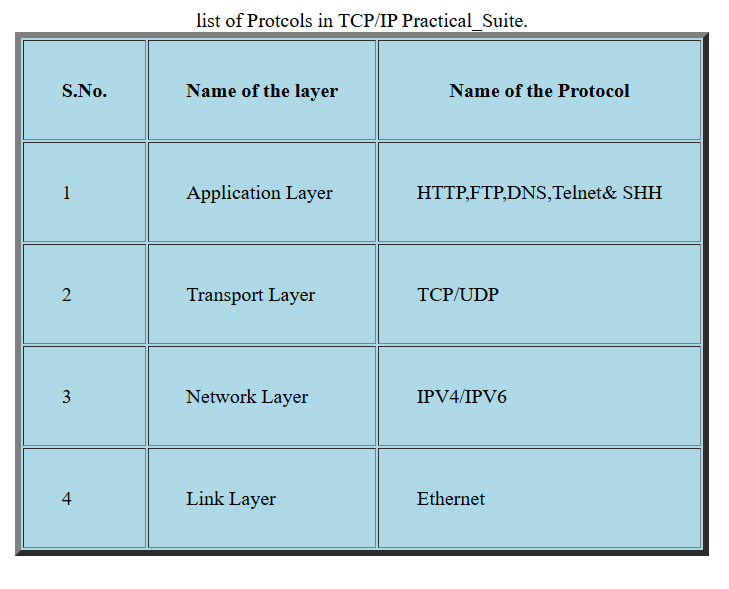 list of Protcols in TCP/IP Practical_Suite.
S.No. Name of the layer Name of the Protocol
1 Application Layer HTTP,FTP,DNS,Telnet& SHH
2 Transport Layer TCP/UDP
3 Network Layer IPV4/IPV6
4 Link Layer Ethernet